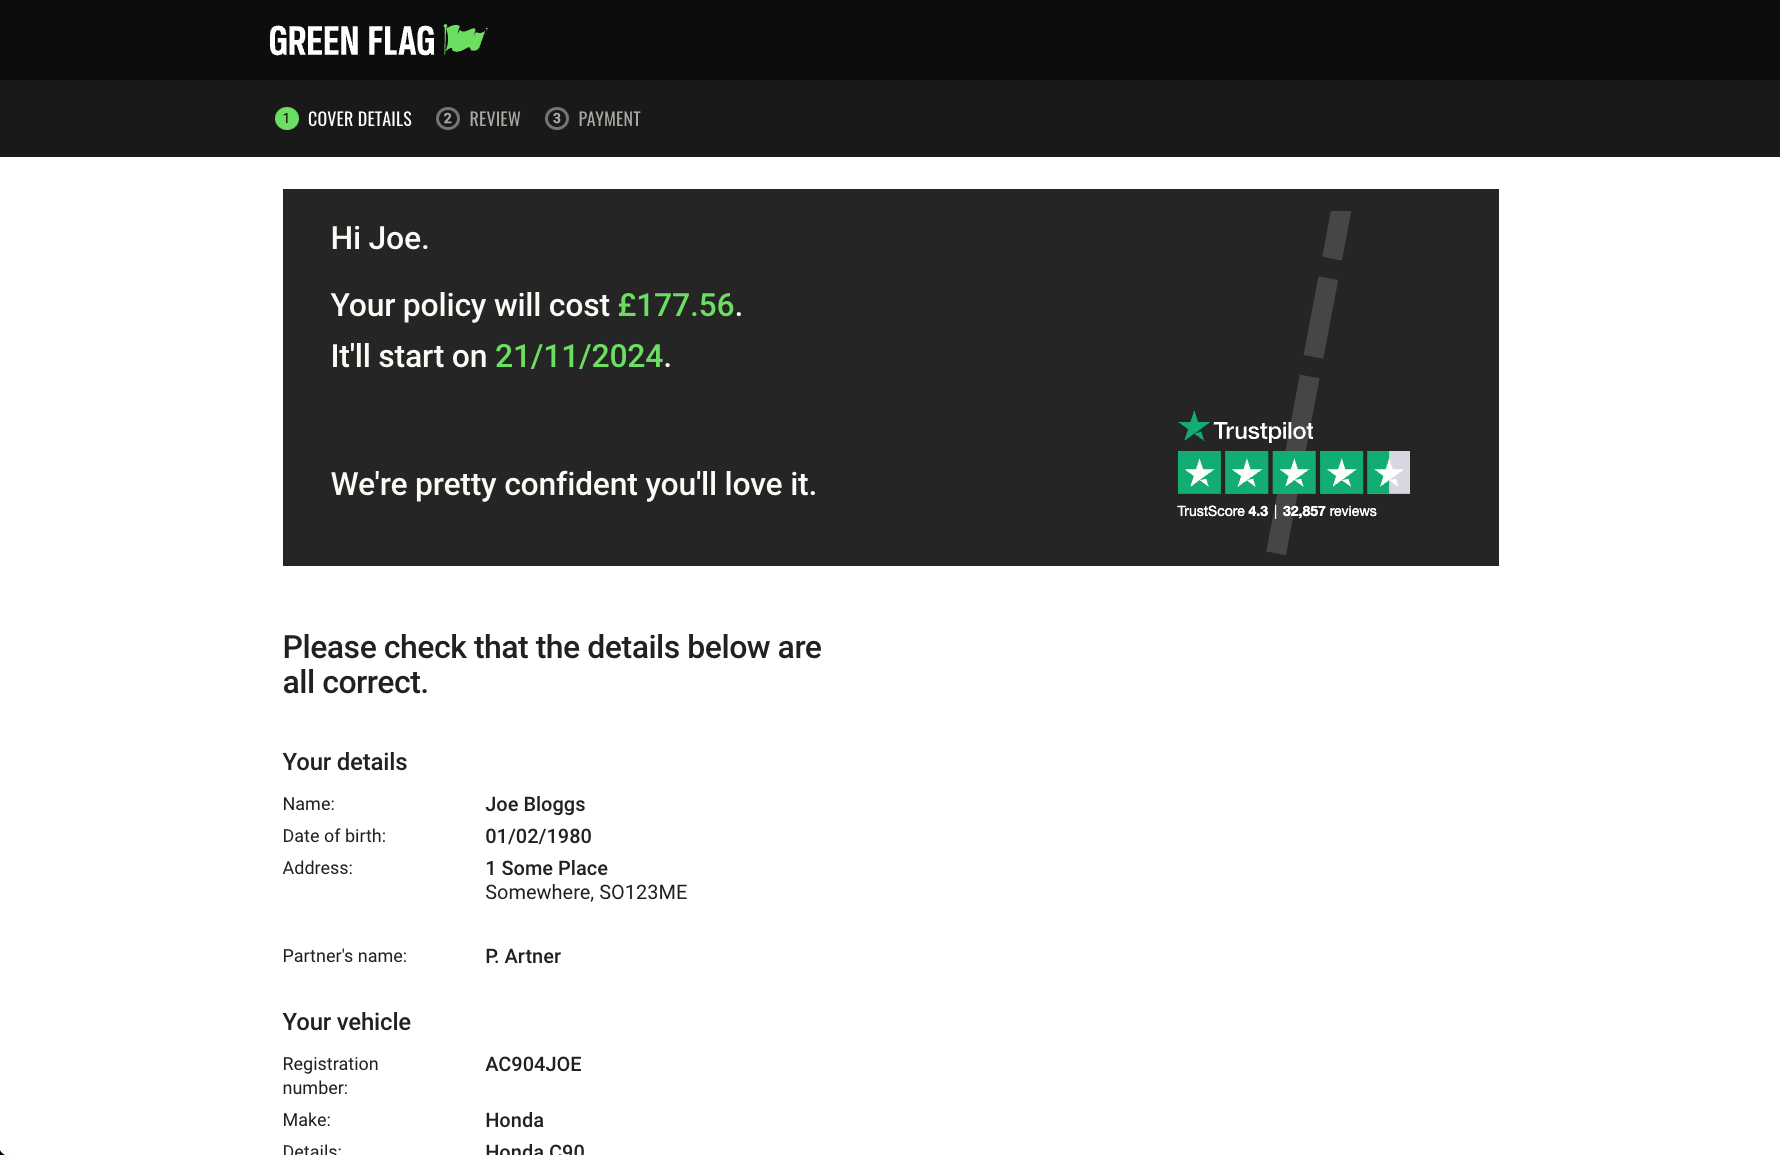 GREEN FLAG
1 COVER DETAILS 2 REVIEW 3 PAYMENT
Hi Joe.
Your policy will cost £177.56.
It'll start on 21/11/2024.
We're pretty confident you'll love it.
Trustpilot
TrustScore 4.3 | 32,857 reviews
Please check that the details below are
all correct.
Your details
Name: Joe Bloggs
Date of birth: 01/02/1980
Address: 1 Some Place
Somewhere, SO123ME
Partner's name: P. Artner
Your vehicle
Registration AC904JOE
number:
Make: Honda
Details: Honda C90